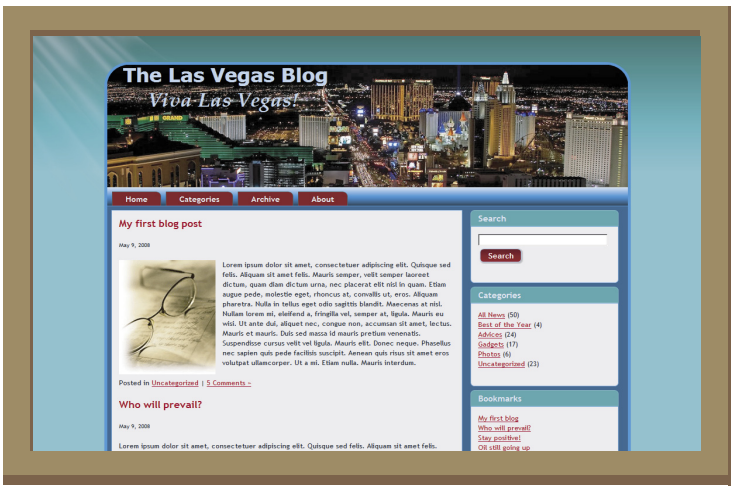 The Las Vegas Blog
Viva Las Vegas!
GRAND
Home
Categories
Archive
About
My first blog post
May 9, 2008
Lorem ipsum dolor sit amet, consectetuer adipiscing elit. Quisque sed
felis. Aliquam sit amet felis. Mauris semper, velit semper laoreet
dictum, quam diam dictum urna, nec placerat elit nisl in quam. Etiam
augue pede, molestie eget, rhoncus at, convallis ut, eros. Aliquam
pharetra. Nulla in tellus eget odio sagittis blandit. Maecenas at nisl.
Nullam lorem mi, eleifend a, fringilla vel, semper at, ligula. Mauris eu
wisl. Ut ante dui, aliquet nec, congue non, accumsan sit amet, lectus.
Mauris et mauris. Duis sed massa id mauris pretium venenatis.
Suspendisse cursus velit vel ligula. Mauris elit. Donec neque. Phasellus
nec sapien quis pede facilisis suscipit. Aenean quis risus sit amet eros
volutpat ullamcorper. Ut a mi. Etiam nulla. Mauris interdum.
Posted in Uncategorized | 5 Comments »
Who will prevail?
May 9, 2008
Lorem ipsum dolor sit amet, consectetuer adipiscing elit. Quisque sed felis. Aliquam sit amet felis.
Search
Search
Categories
All News (50)
Best of the Year (4)
Advices (24)
Gadgets (17)
Photos (6)
Uncategorized (23)
Bookmarks
My first blog
Who will prevail?
Stay positive!
Oil still going up